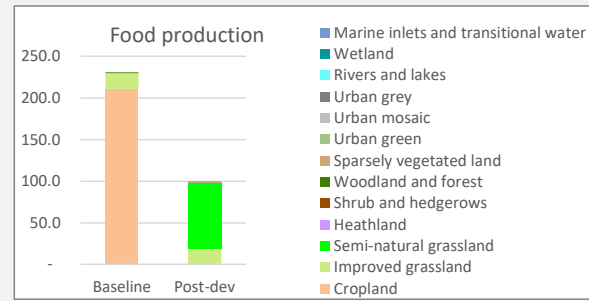 Food production
250.0
200.0
150.0
100.0
50.0
-
Baseline
Post-dev
Marine inlets and transitional water
Wetland
Rivers and lakes
Urban grey
Urban mosaic
Urban green
Sparsely vegetated land
Woodland and forest
Shrub and hedgerows
Heathland
Semi-natural grassland
Improved grassland
Cropland